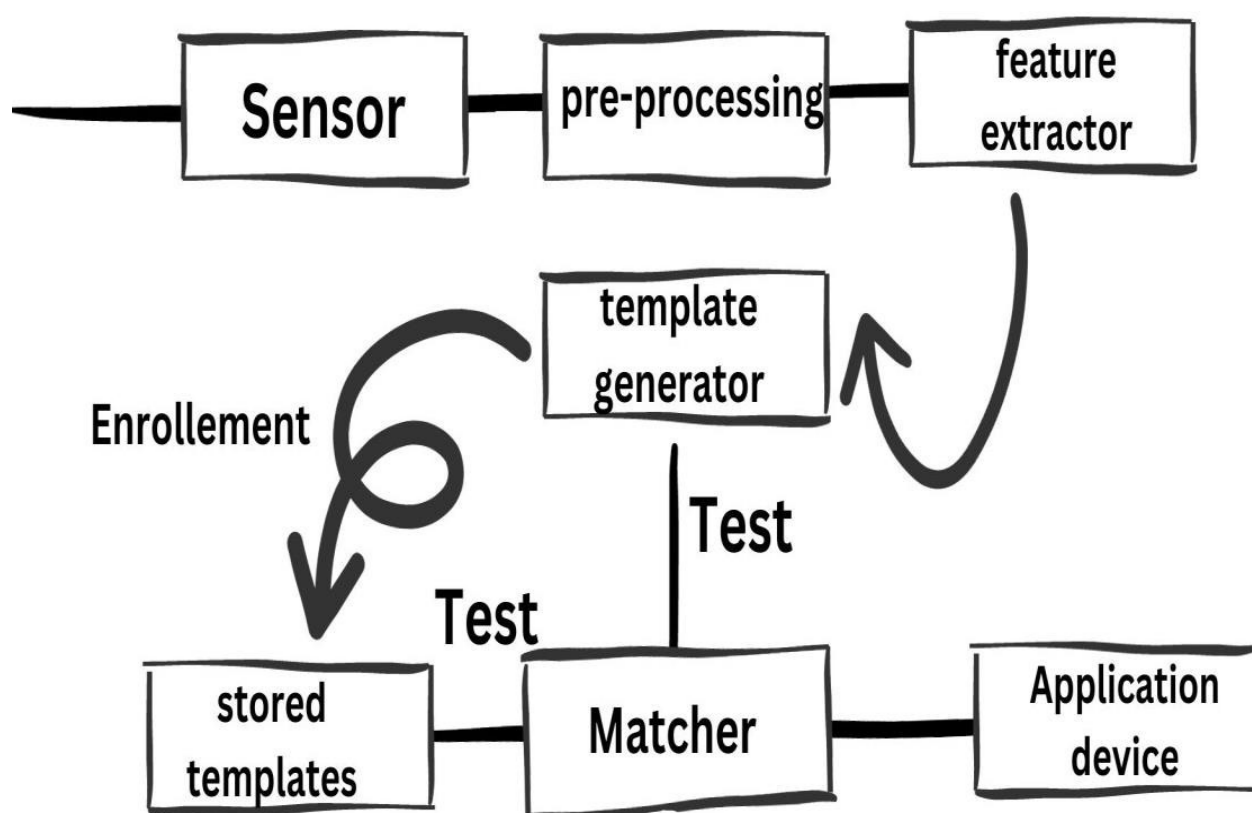 Sensor
pre-processing
feature
extractor
template
generator
Enrollement
Test
Test
stored
templates
Matcher
Application
device